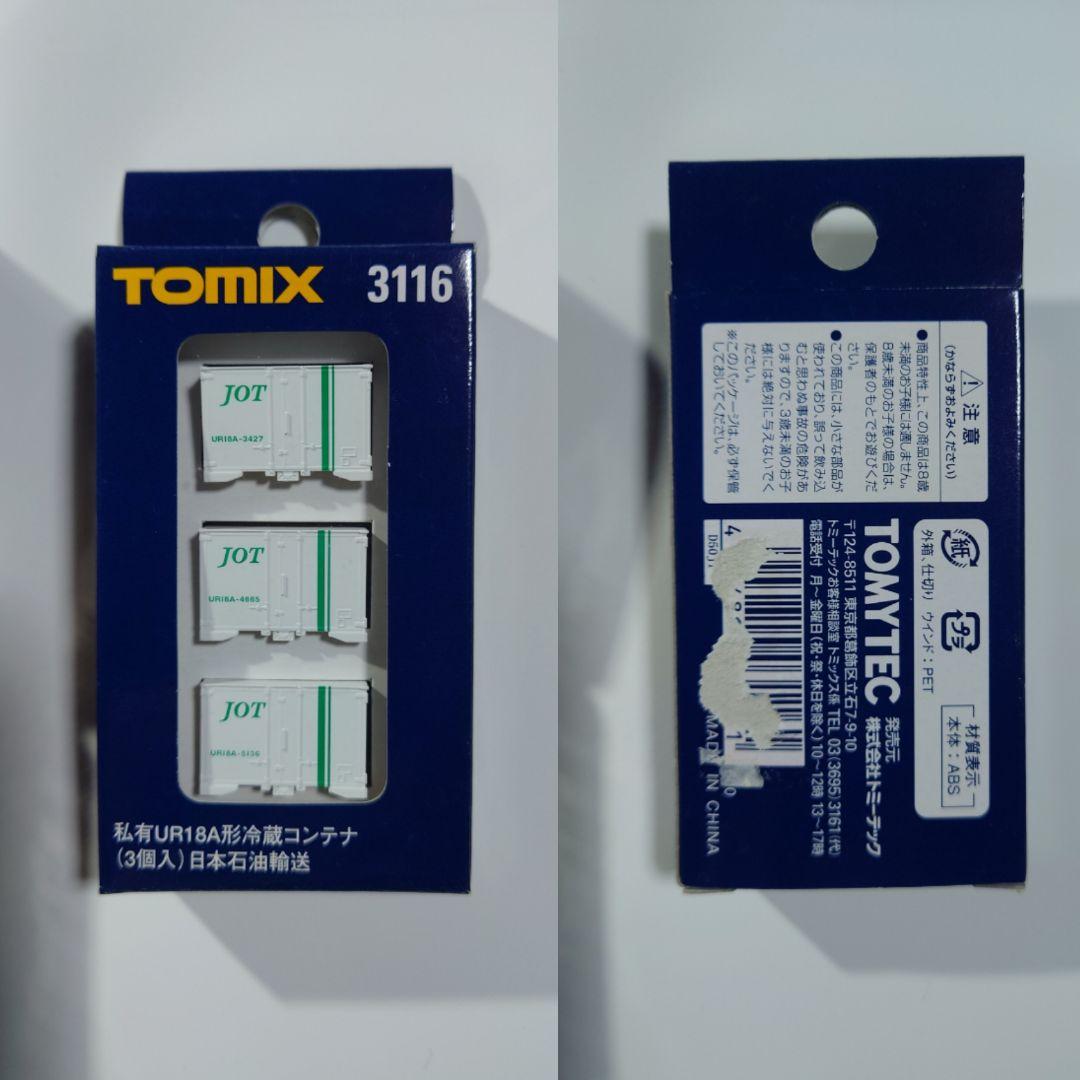 TOMIX 3116
JOT
UR18A-3427
JOT
UR18A-4665
JOT
UR18A-5136
私有UR18A形冷蔵コンテナ
(3個入)日本石油輸送
⚠注意
(かならずおよみください)
●商品特性上、この商品は8歳
未満のお子様には適しません。
8歳未満のお子様の場合は、
保護者のもとでお遊びくだ
さい。
●この商品には、小さな部品が
使われており、誤って飲み込
むと思わぬ事故の危険があ
りますので、3歳未満のお子
様には絶対に与えないでく
ださい。
※このパッケージは、必ず保管
しておいてください。
紙
外箱、仕切り
プラ
ウインド:PET
材質表示
本体:ABS
TOMYTEC
発売元
株式会社トミーテック
〒124-8511 東京都葛飾区立石7-9-10
トミーテックお客様相談室 トミックス係 TEL 03(3695)3161(代)
電話受付 月〜金曜日(祝・祭・休日を除く)10〜12時 13〜17時
4
1
MADE IN CHINA